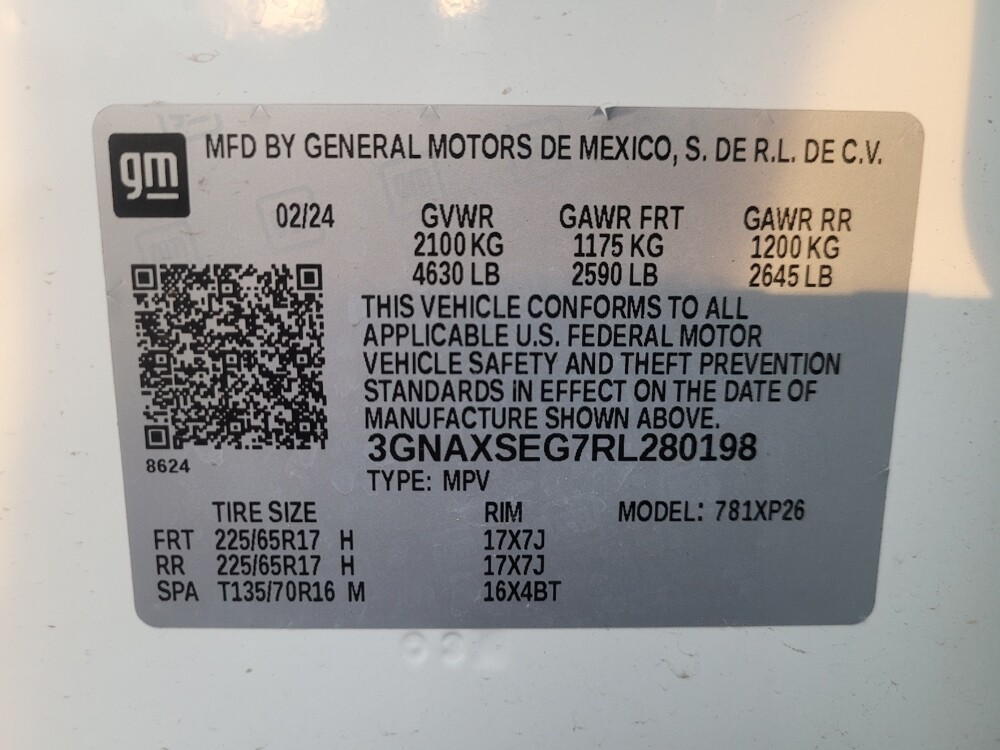 gm
MFD BY GENERAL MOTORS DE MEXICO, S. DE R.L. DE C.V.
02/24 GVWR GAWR FRT GAWR RR
2100 KG 1175 KG 1200 KG
4630 LB 2590 LB 2645 LB
THIS VEHICLE CONFORMS TO ALL
APPLICABLE U.S. FEDERAL MOTOR
VEHICLE SAFETY AND THEFT PREVENTION
STANDARDS IN EFFECT ON THE DATE OF
MANUFACTURE SHOWN ABOVE.
3GNAXSEG7RL280198
8624
TYPE: MPV
TIRE SIZE RIM MODEL: 781XP26
FRT 225/65R17 H 17X7J
RR 225/65R17 H 17X7J
SPA T135/70R16 M 16X4BT